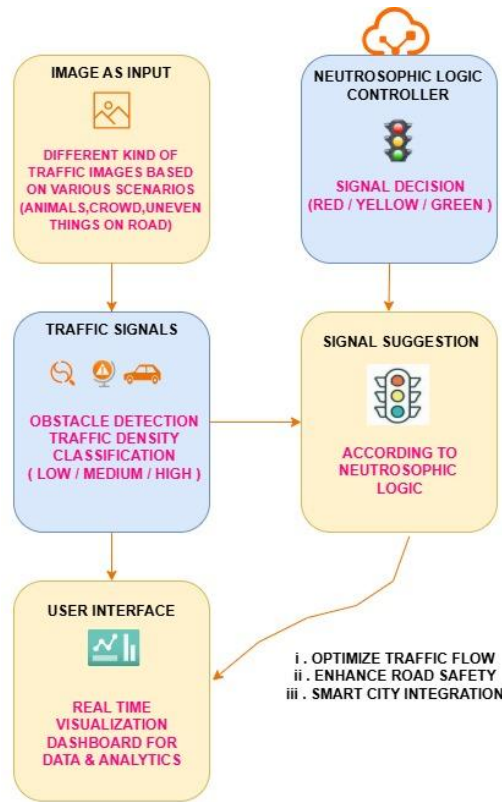 IMAGE AS INPUT
DIFFERENT KIND OF
TRAFFIC IMAGES BASED
ON VARIOUS SCENARIOS
(ANIMALS,CROWD,UNEVEN
THINGS ON ROAD)
NEUTROSOPHIC LOGIC
CONTROLLER
SIGNAL DECISION
(RED / YELLOW / GREEN )
TRAFFIC SIGNALS
OBSTACLE DETECTION
TRAFFIC DENSITY
CLASSIFICATION
( LOW / MEDIUM / HIGH )
SIGNAL SUGGESTION
ACCORDING TO
NEUTROSOPHIC
LOGIC
USER INTERFACE
REAL TIME
VISUALIZATION
DASHBOARD FOR
DATA & ANALYTICS
i . OPTIMIZE TRAFFIC FLOW
ii . ENHANCE ROAD SAFETY
iii . SMART CITY INTEGRATION